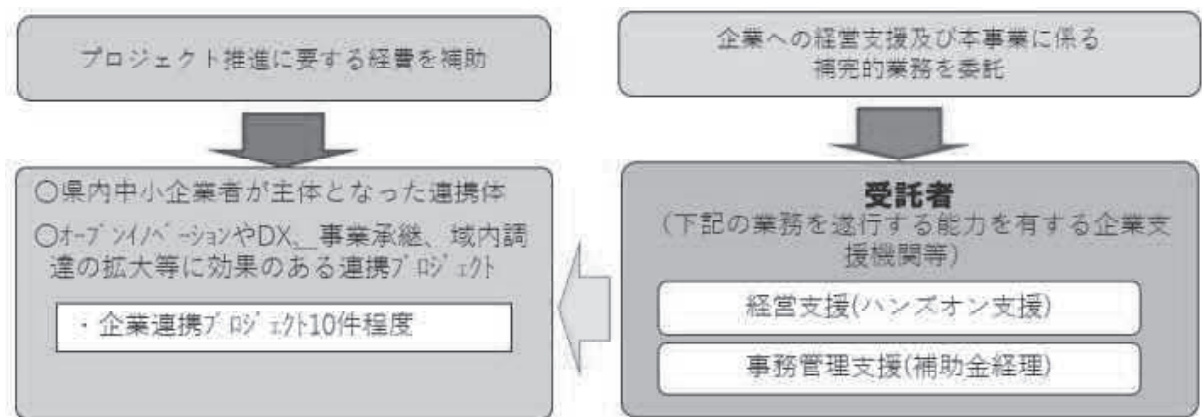 プロジェクト推進に要する経費を補助
企業への経営支援及び本事業に係る
補完的業務を委託
○県内中小企業者が主体となった連携体
○ｵｰﾌﾟﾝｲﾉﾍﾞｰｼｮﾝやDX、事業承継、域内調
達の拡大等に効果のある連携ﾌﾟﾛｼﾞｪｸﾄ
・企業連携ﾌﾟﾛｼﾞｪｸﾄ10件程度
受託者
（下記の業務を遂行する能力を有する企業支
援機関等）
経営支援(ハンズオン支援)
事務管理支援(補助金経理)